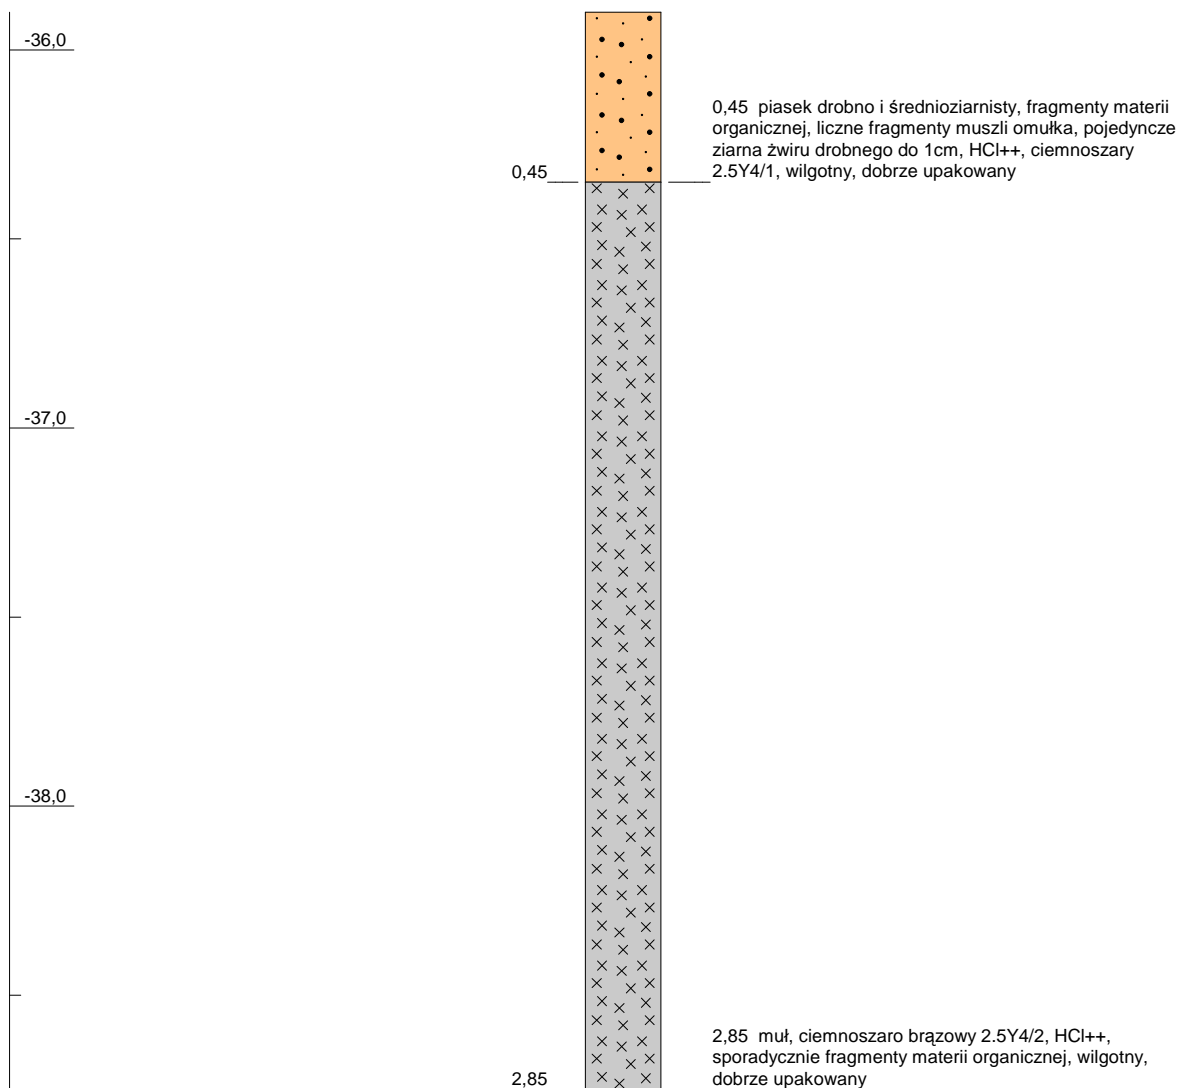 -36,0
0,45 piasek drobno i średnioziarnisty, fragmenty materii
organicznej, liczne fragmenty muszli omułka, pojedyncze
ziarna żwiru drobnego do 1cm, HCl++, ciemnoszary
2.5Y4/1, wilgotny, dobrze upakowany
0,45
-37,0
-38,0
2,85 muł, ciemnoszaro brązowy 2.5Y4/2, HCl++,
sporadycznie fragmenty materii organicznej, wilgotny,
dobrze upakowany
2,85